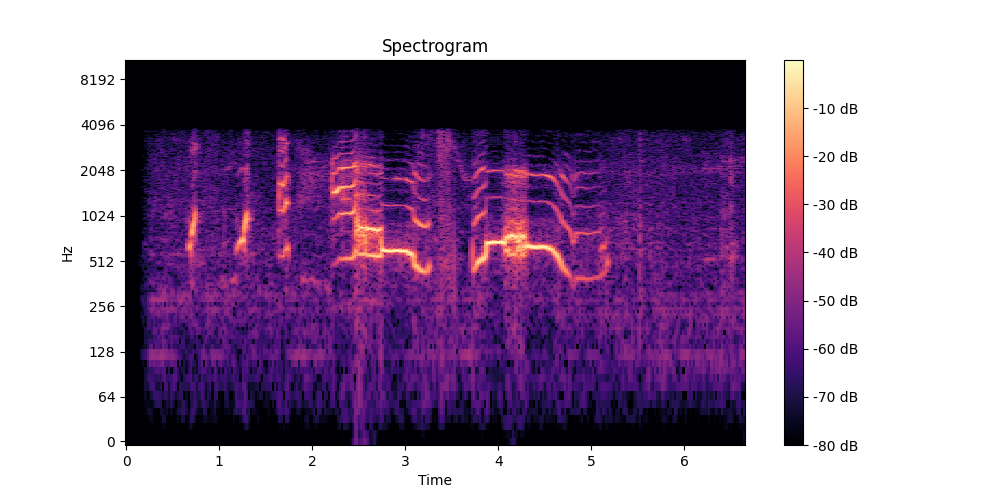 Spectrogram
8192
4096
2048
1024
512
256
128
64
0
Hz
0 1 2 3 4 5 6
Time
-10 dB
-20 dB
-30 dB
-40 dB
-50 dB
-60 dB
-70 dB
-80 dB